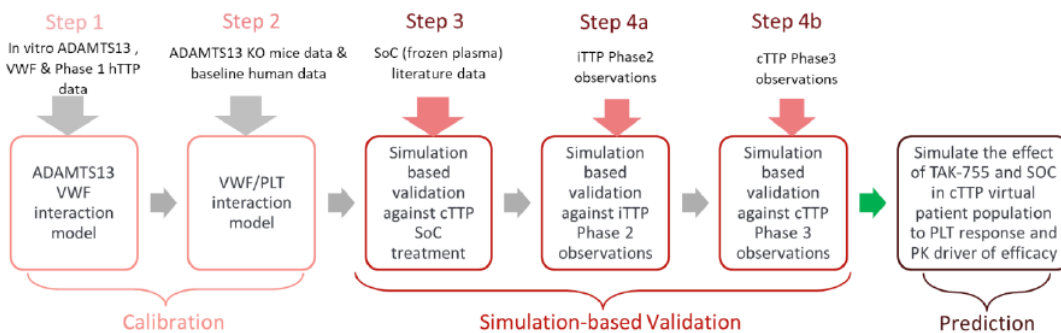 Step 1
Step 2
Step 3
Step 4a
Step 4b
In vitro ADAMTS13 ,
VWF & Phase 1 hTTP
data
ADAMTS13 KO mice data &
baseline human data
SoC (frozen plasma)
literature data
iTTP Phase2
observations
cTTP Phase3
observations
ADAMTS13
VWF
interaction
model
VWF/PLT
interaction
model
Simulation
based
validation
against cTTP
SoC
treatment
Simulation
based
validation
against iTTP
Phase 2
observations
Simulation
based
validation
against cTTP
Phase 3
observations
Simulate the effect
of TAK-755 and SOC
in cTTP virtual
patient population
to PLT response and
PK driver of efficacy
Calibration
Simulation-based Validation
Prediction